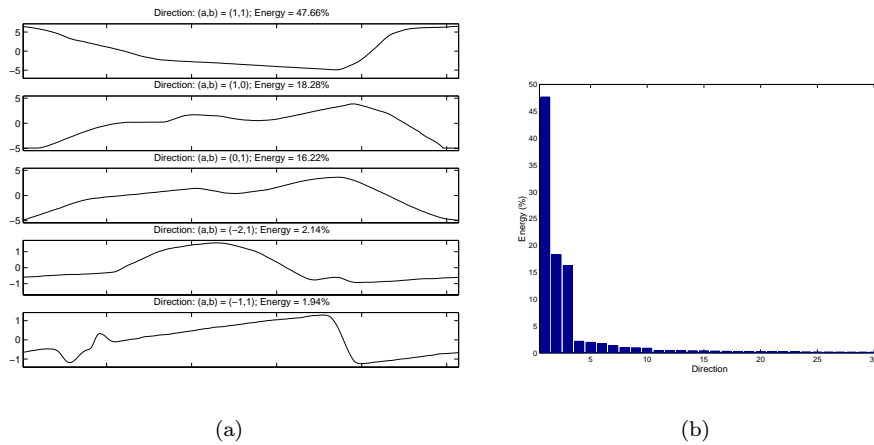 Direction: (a,b) = (1,1); Energy = 47.66%
5
0
−5
Direction: (a,b) = (1,0); Energy = 18.28%
5
0
−5
Direction: (a,b) = (0,1); Energy = 16.22%
5
0
−5
Direction: (a,b) = (−2,1); Energy = 2.14%
1
0
−1
Direction: (a,b) = (−1,1); Energy = 1.94%
1
0
−1
(a)
50
45
40
35
30
25
20
15
10
5
0
Energy (%)
5 10 15 20 25 30
Direction
(b)